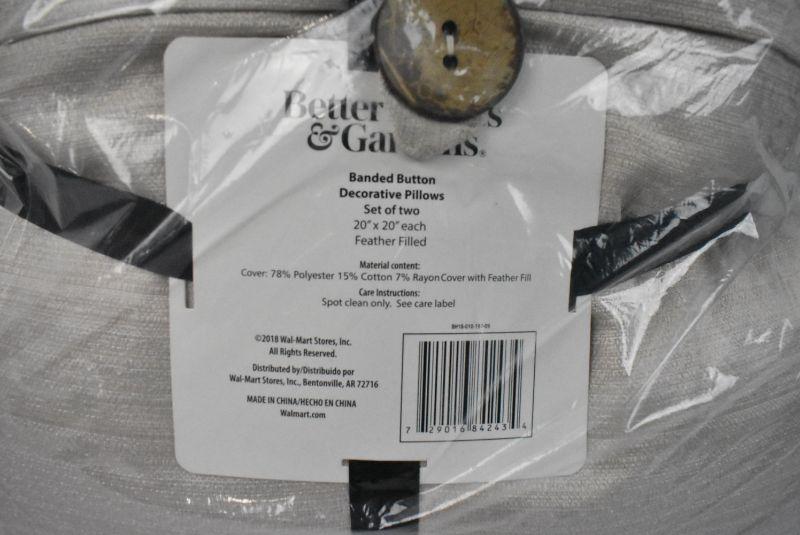 Better
& Gardens®
Banded Button
Decorative Pillows
Set of two
20" x 20" each
Feather Filled
Material content:
Cover: 78% Polyester 15% Cotton 7% Rayon Cover with Feather Fill
Care Instructions:
Spot clean only. See care label
©2018 Wal-Mart Stores, Inc.
All Rights Reserved.
Distributed by/Distribuido por
Wal-Mart Stores, Inc., Bentonville, AR 72716
MADE IN CHINA/HECHO EN CHINA
Walmart.com
7 29016 84243 4